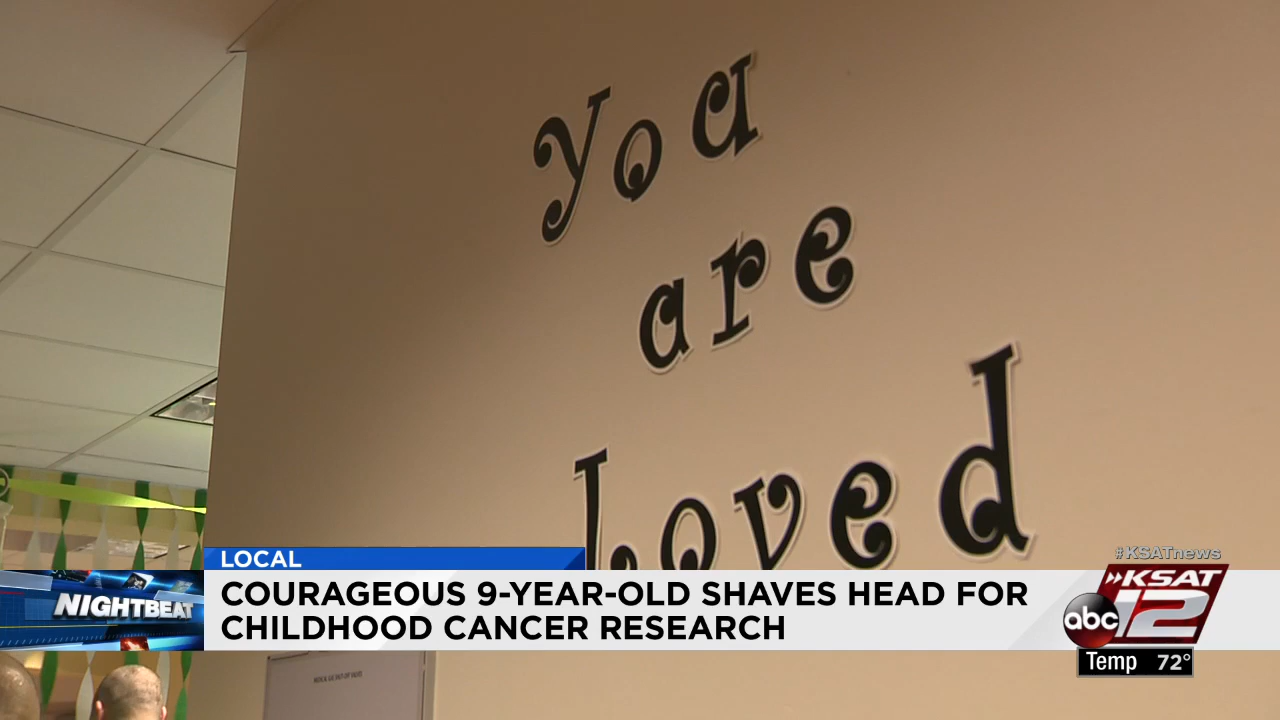 You
are
Loved
LOCAL
NIGHTBEAT
COURAGEOUS 9-YEAR-OLD SHAVES HEAD FOR
CHILDHOOD CANCER RESEARCH
#KSATnews
KSAT
abc 12
Temp 72°